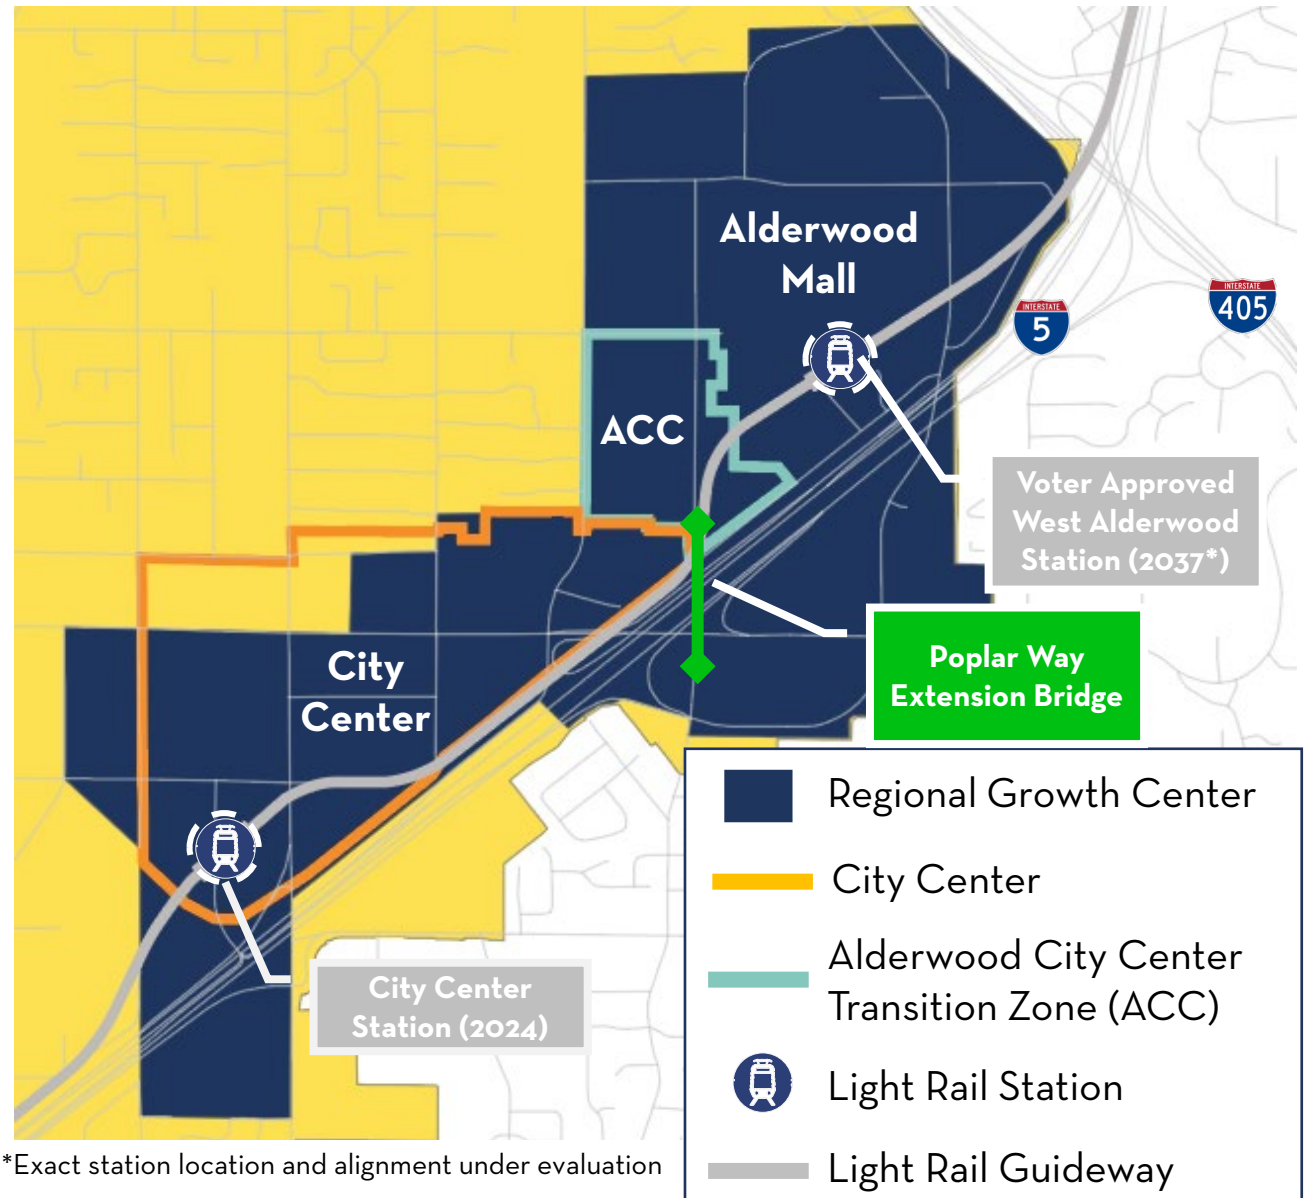 Alderwood
Mall
INTERSTATE
5
INTERSTATE
405
ACC
Voter Approved
West Alderwood
Station (2037*)
Poplar Way
Extension Bridge
City
Center
City Center
Station (2024)
Regional Growth Center
City Center
Alderwood City Center
Transition Zone (ACC)
Light Rail Station
Light Rail Guideway
*Exact station location and alignment under evaluation